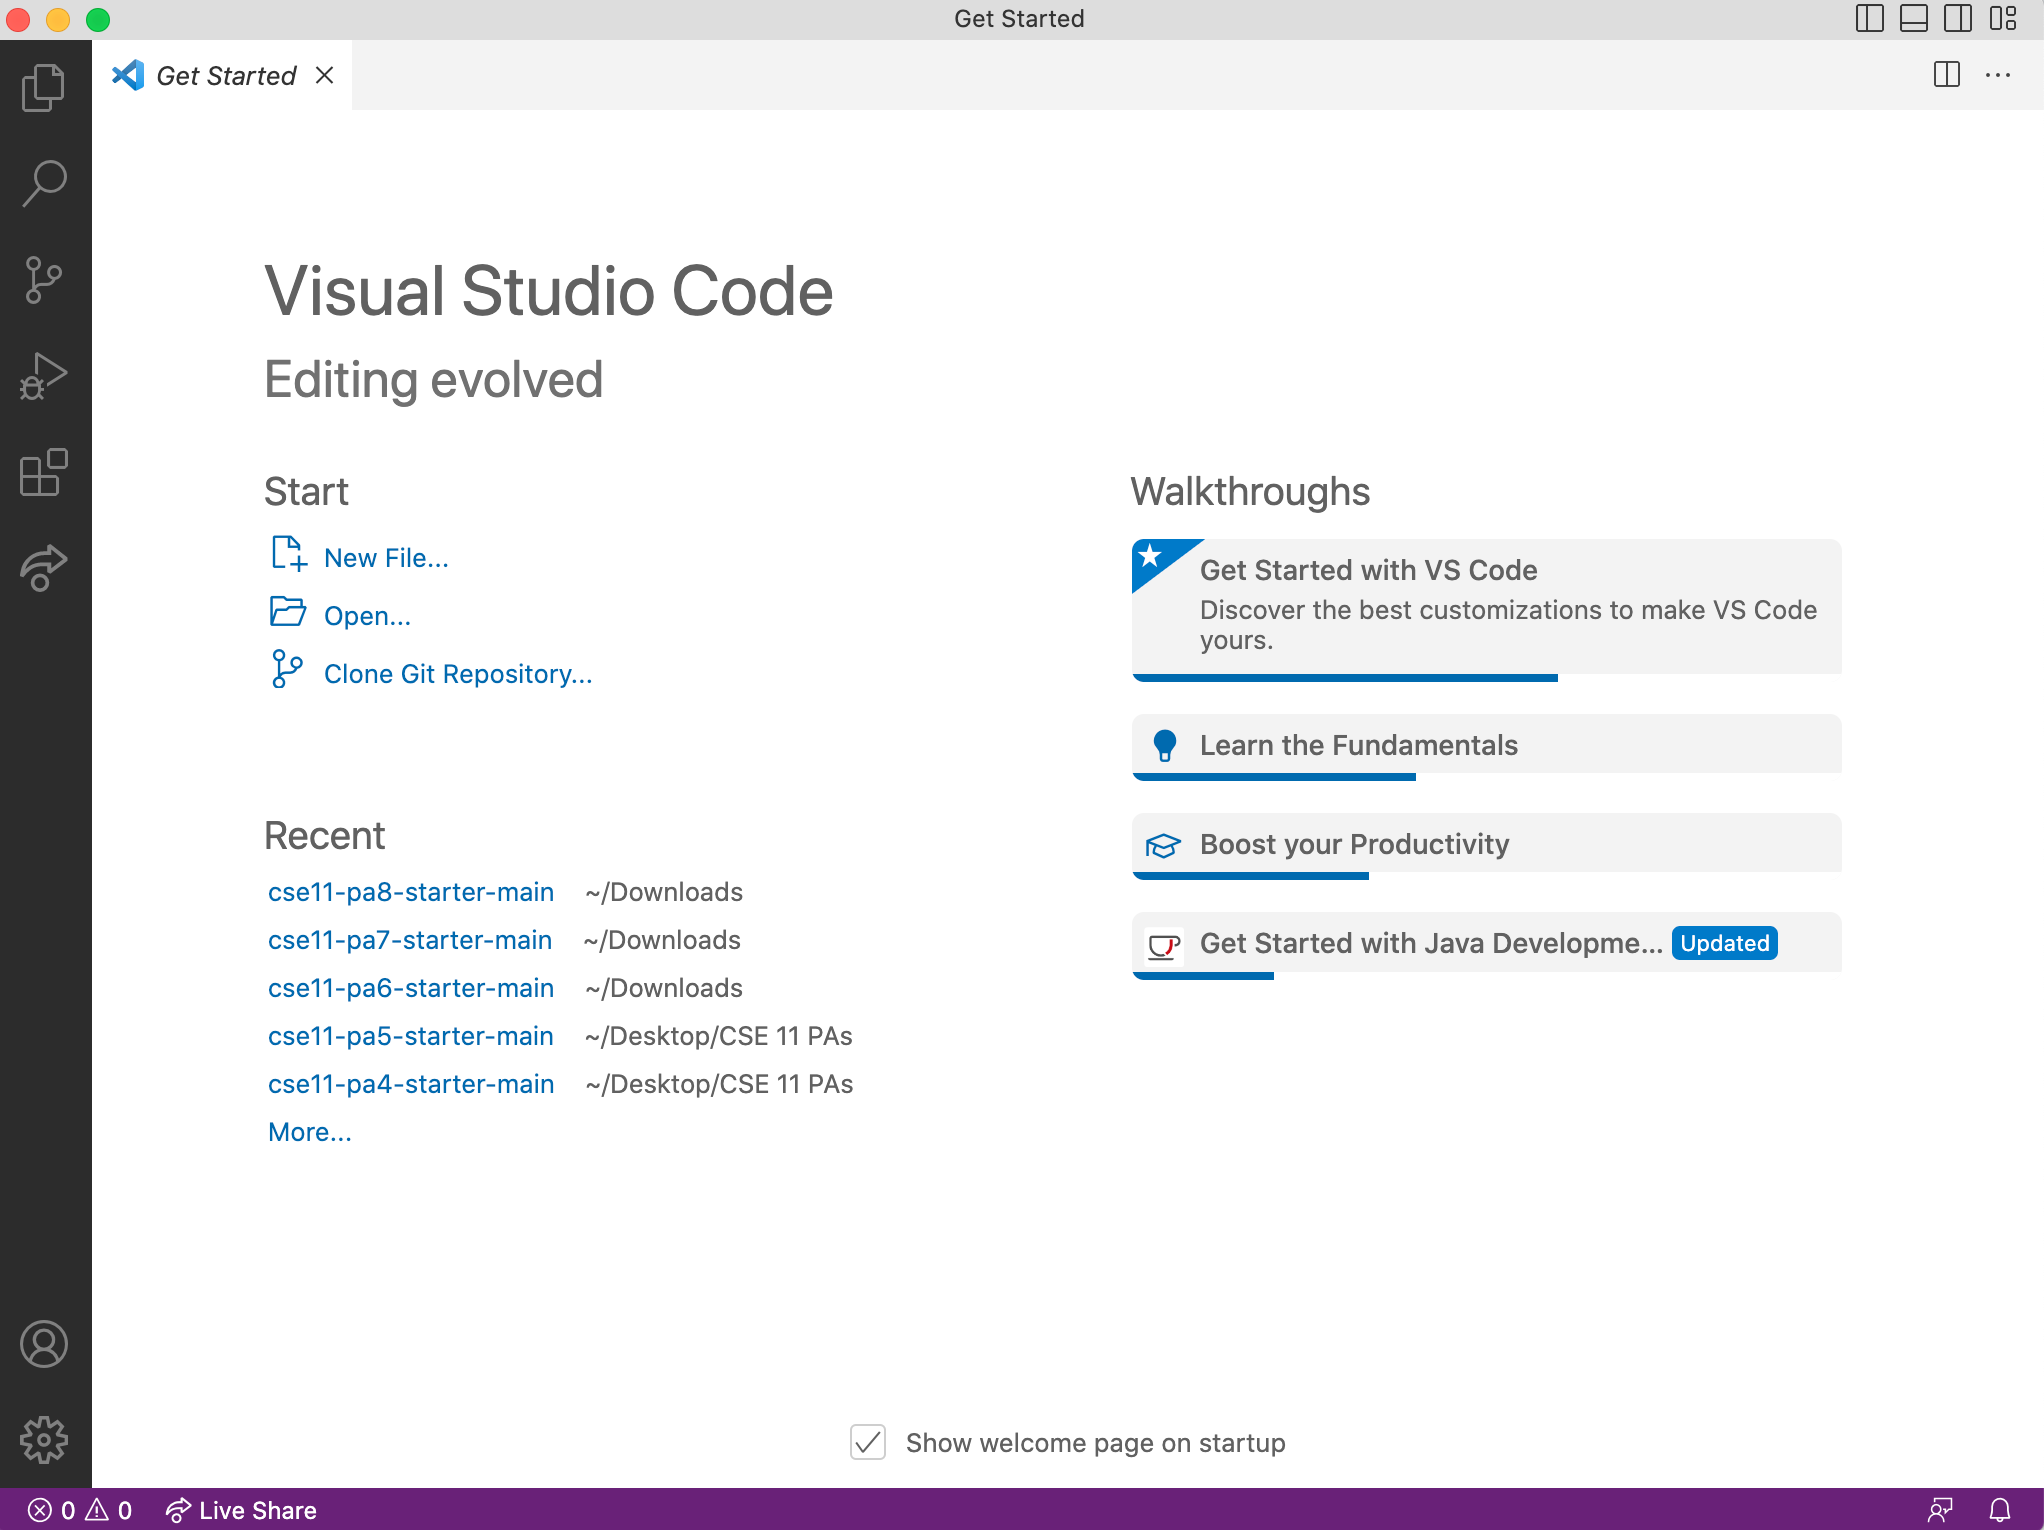 Get Started
Get Started
Visual Studio Code
Editing evolved
Start
New File...
Open...
Clone Git Repository...
Recent
cse11-pa8-starter-main ~/Downloads
cse11-pa7-starter-main ~/Downloads
cse11-pa6-starter-main ~/Downloads
cse11-pa5-starter-main ~/Desktop/CSE 11 PAs
cse11-pa4-starter-main ~/Desktop/CSE 11 PAs
More...
Walkthroughs
Get Started with VS Code
Discover the best customizations to make VS Code
yours.
Learn the Fundamentals
Boost your Productivity
Get Started with Java Developme... Updated
Show welcome page on startup
0 0 Live Share